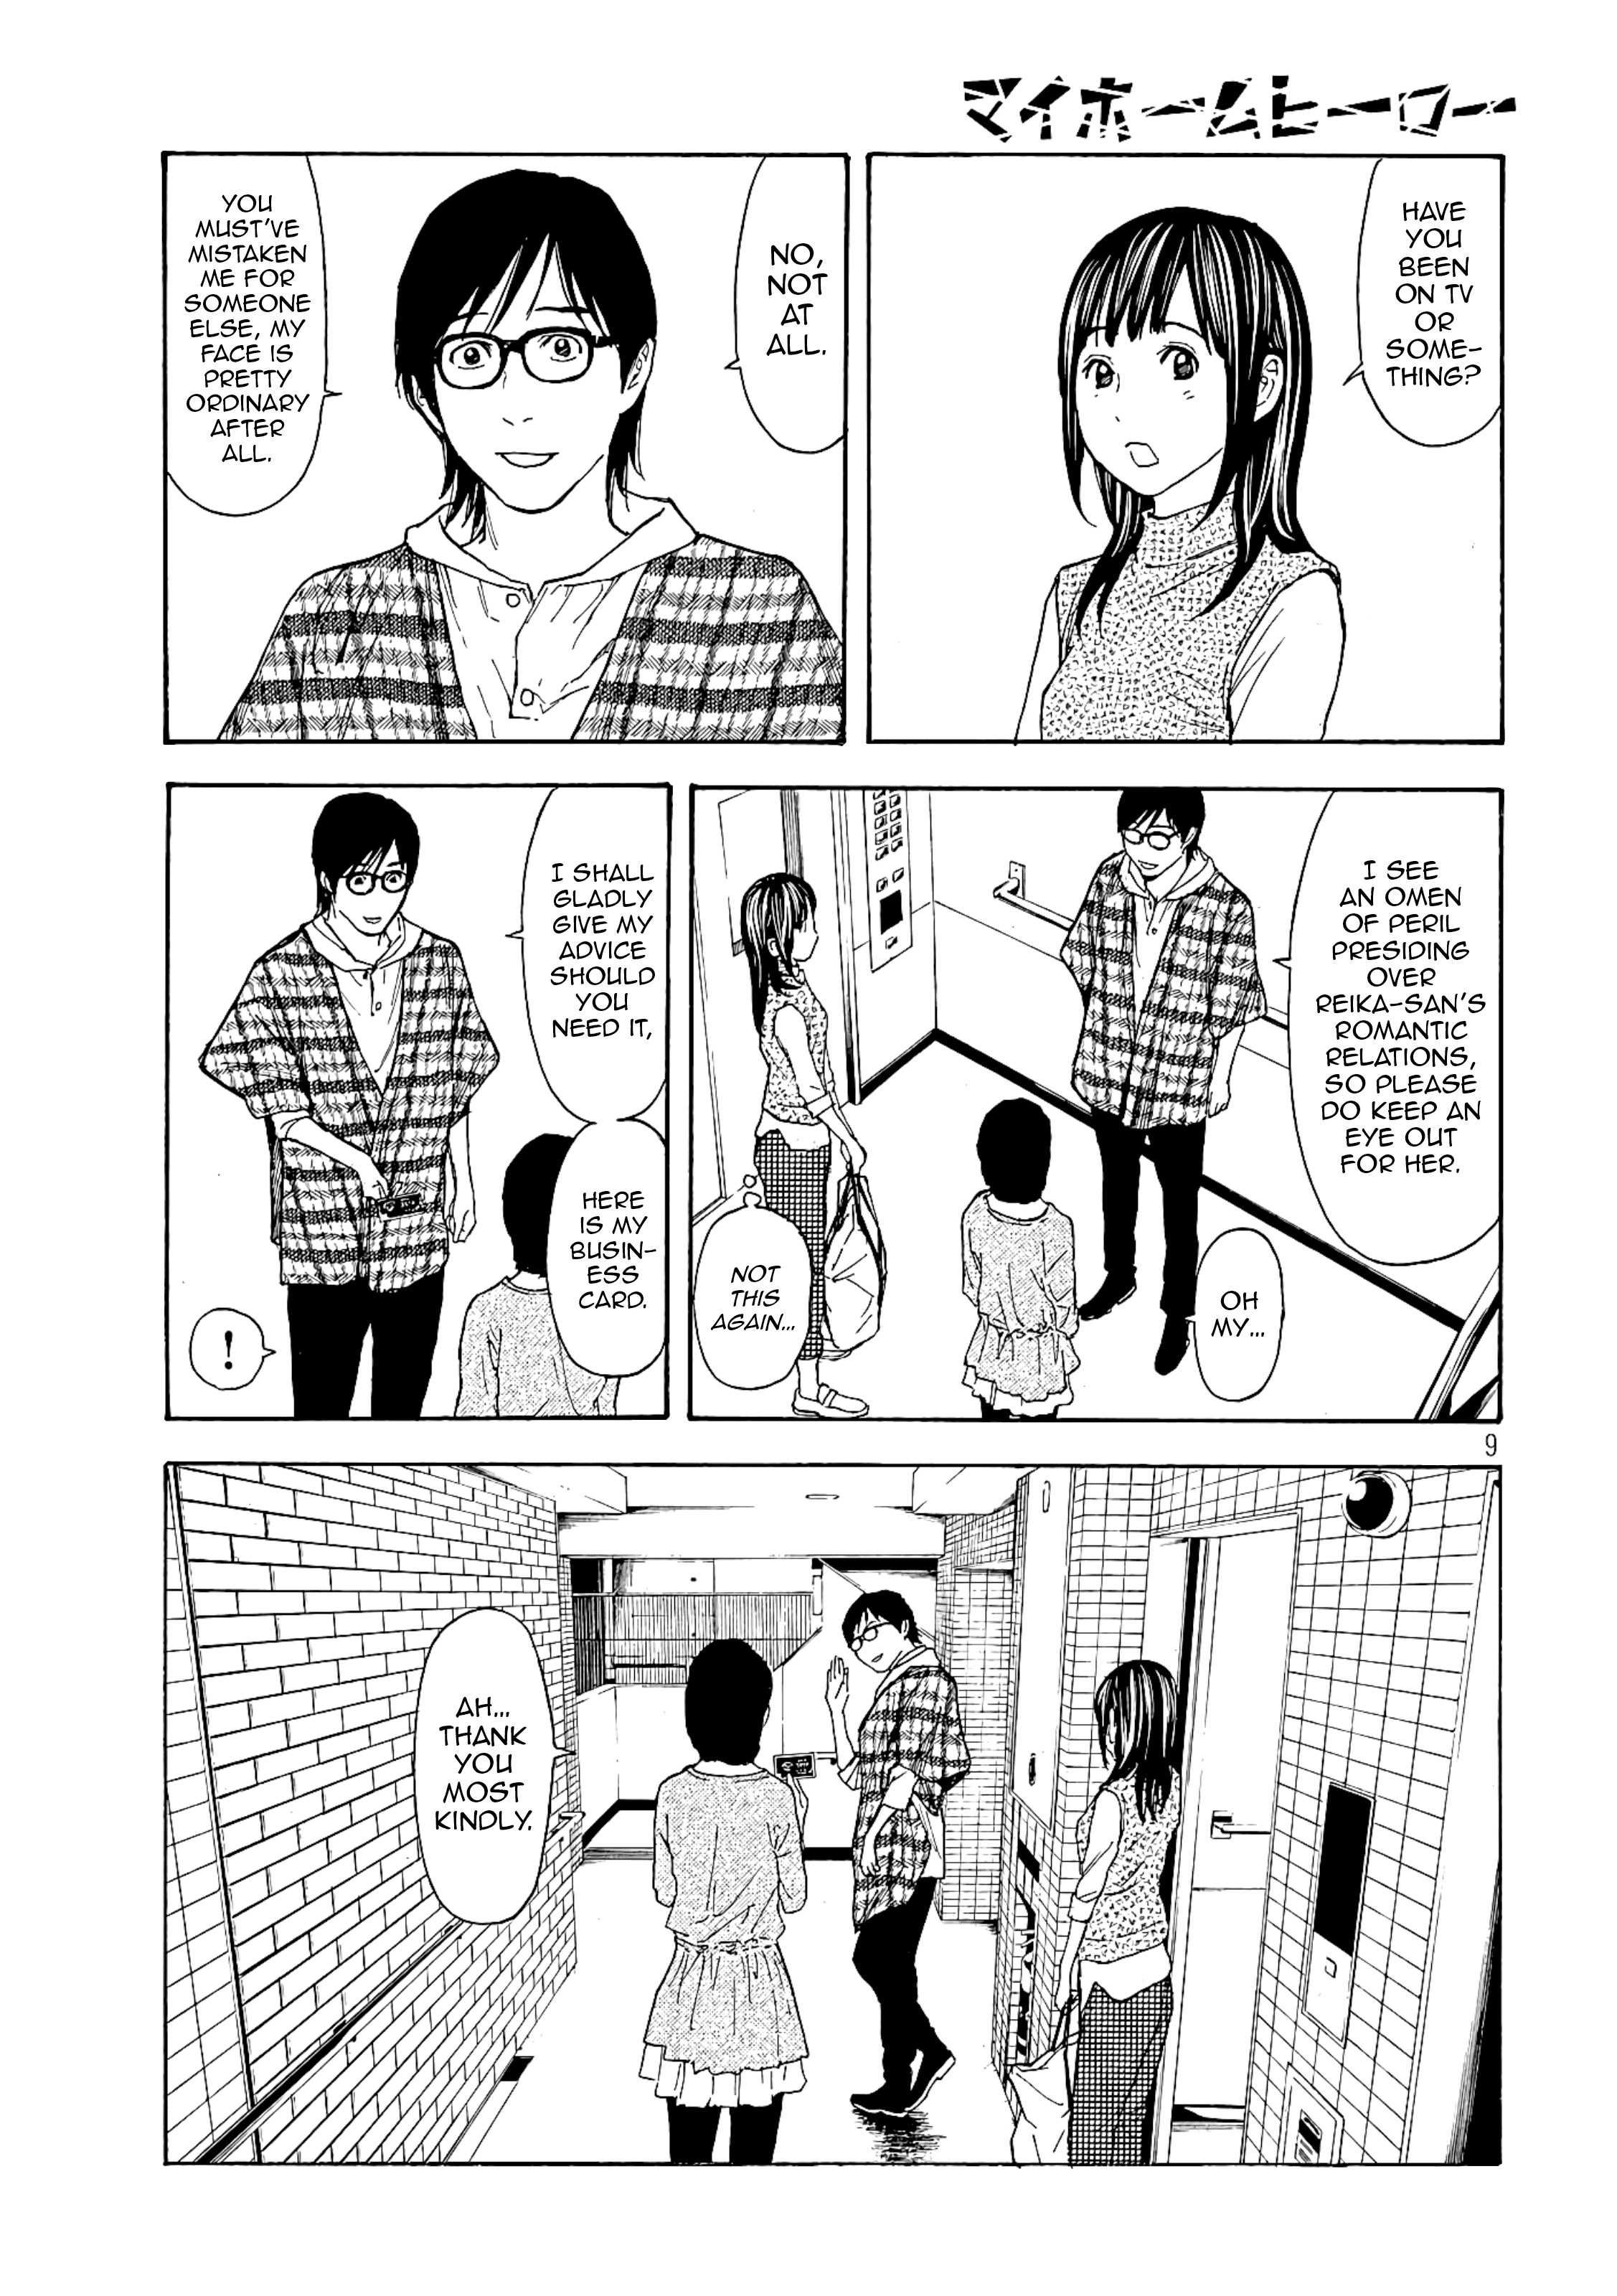 マイホームヒーロー
HAVE
YOU
BEEN
ON TV
OR
SOME-
THING?
NO,
NOT
AT
ALL.
YOU
MUST'VE
MISTAKEN
ME FOR
SOMEONE
ELSE, MY
FACE IS
PRETTY
ORDINARY
AFTER
ALL.
I SEE
AN OMEN
OF PERIL
PRESIDING
OVER
REIKA-SAN'S
ROMANTIC
RELATIONS,
SO PLEASE
DO KEEP AN
EYE OUT
FOR HER.
OH
MY...
NOT
THIS
AGAIN...
I SHALL
GLADLY
GIVE MY
ADVICE
SHOULD
YOU
NEED IT,
HERE
IS MY
BUSIN-
ESS
CARD.
!
9
AH...
THANK
YOU
MOST
KINDLY.